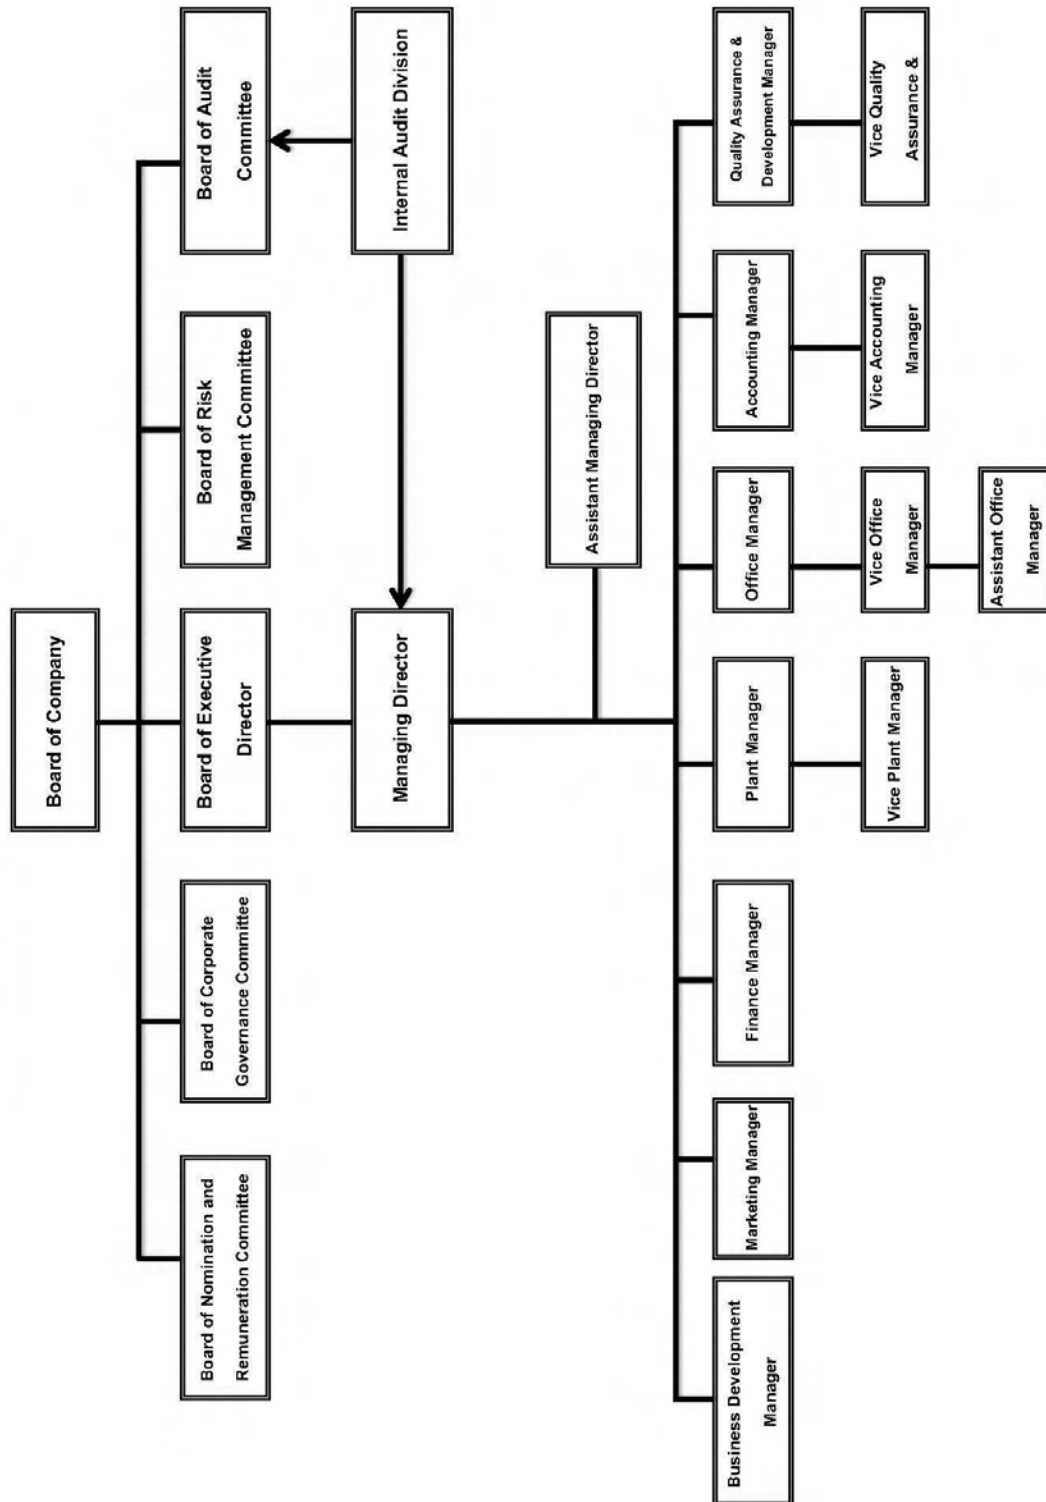 Board of Company
Board of Nomination and
Remuneration Committee
Board of Corporate
Governance Committee
Board of Executive
Director
Board of Risk
Management Committee
Board of Audit
Committee
Managing Director
Internal Audit Division
Assistant Managing Director
Business Development
Manager
Marketing Manager
Finance Manager
Plant Manager
Office Manager
Accounting Manager
Quality Assurance &
Development Manager
Vice Plant Manager
Vice Office
Manager
Vice Accounting
Manager
Vice Quality
Assurance &
Assistant Office
Manager